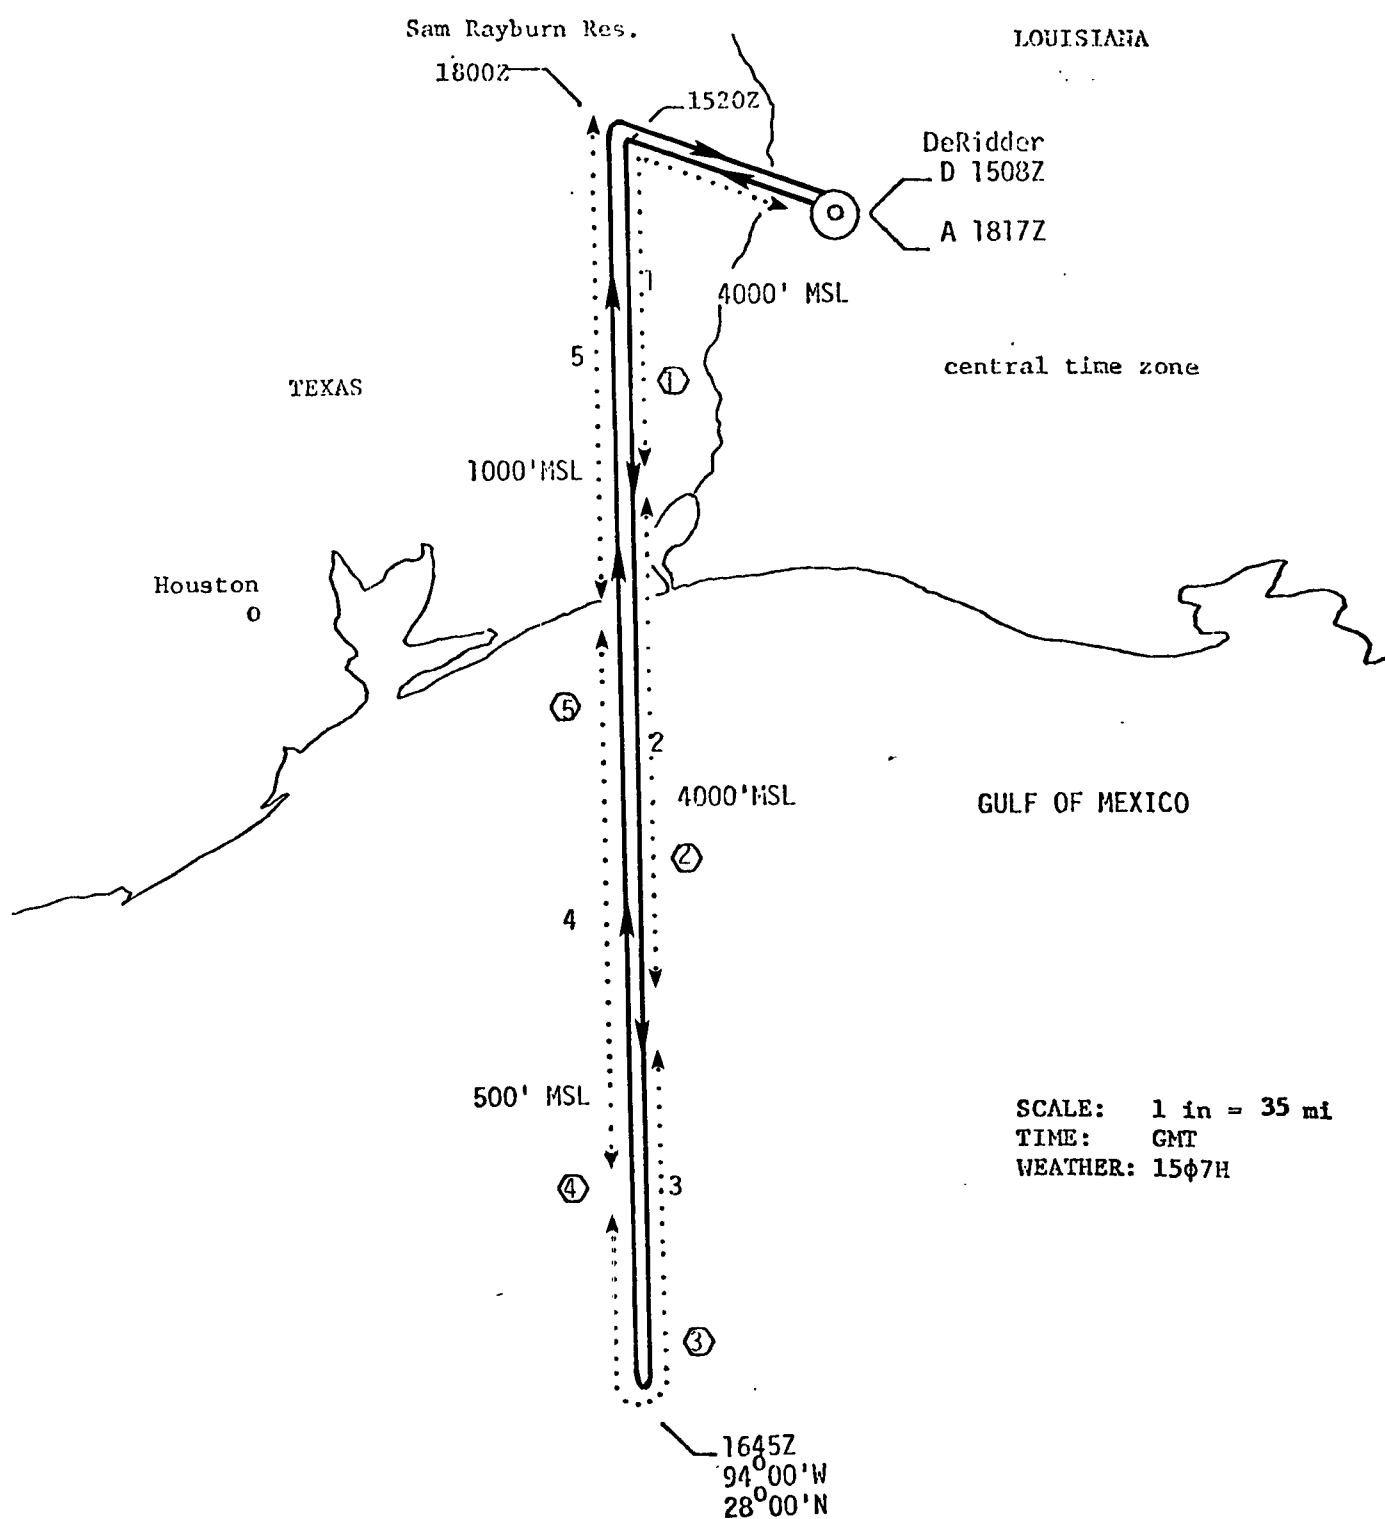 Sam Rayburn Res.
1800Z
LOUISIANA
1520Z
DeRidder
D 1508Z
A 1817Z
1
4000' MSL
5
1
central time zone
TEXAS
1000'MSL
Houston
5
2
4000'MSL
GULF OF MEXICO
2
4
500' MSL
SCALE: 1 in = 35 mi
TIME: GMT
WEATHER: 15ϕ7H
4
3
3
1645Z
94°00'W
28°00'N